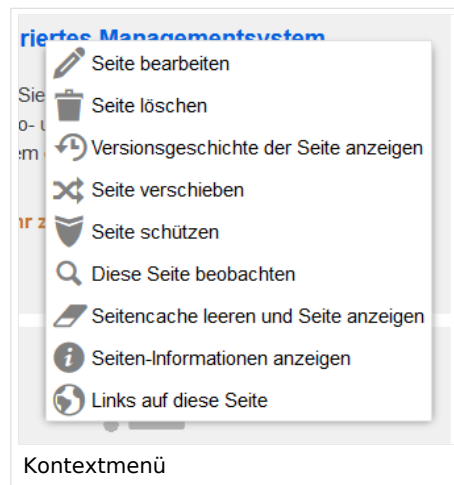 riertes Managementsystem
Seite bearbeiten
Sie
Seite löschen
Versionsgeschichte der Seite anzeigen
Seite verschieben
Seite schützen
Diese Seite beobachten
Seitencache leeren und Seite anzeigen
Seiten-Informationen anzeigen
Links auf diese Seite
Kontextmenü